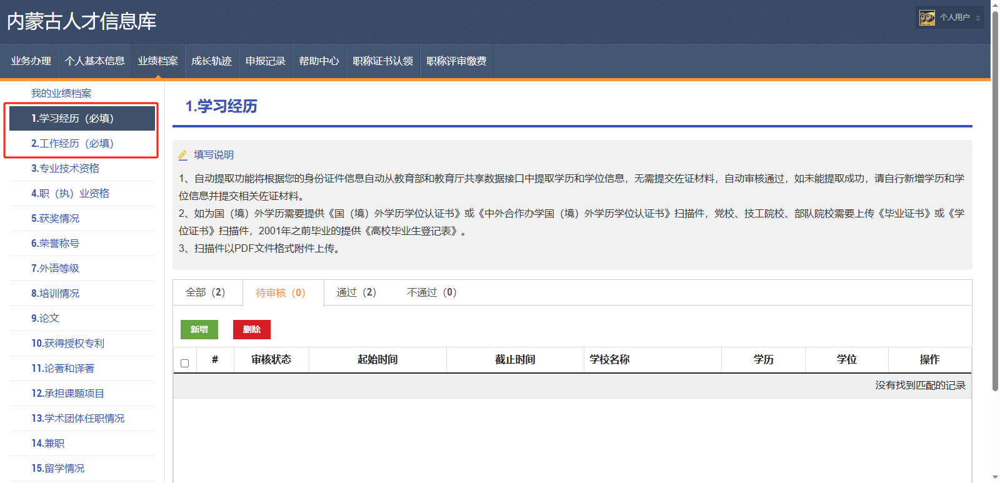 内蒙古人才信息库
个人用户
业务办理 个人基本信息 业绩档案 成长轨迹 申报记录 帮助中心 职称证书认领 职称评审缴费
我的业绩档案
1.学习经历（必填）
2.工作经历（必填）
3.专业技术资格
4.职（执）业资格
5.获奖情况
6.荣誉称号
7.外语等级
8.培训情况
9.论文
10.获得授权专利
11.论著和译著
12.承担课题项目
13.学术团体任职情况
14.兼职
15.留学情况
1.学习经历
填写说明
1、自动提取功能将根据您的身份证件信息自动从教育部和教育厅共享数据接口中提取学历和学位信息，无需提交佐证材料，自动审核通过，如未能提取成功，请自行新增学历和学
位信息并提交相关佐证材料。
2、如为国（境）外学历需要提供《国（境）外学历学位认证书》或《中外合作办学国（境）外学历学位认证书》扫描件，党校、技工院校、部队院校需要上传《毕业证书》或《学
位证书》扫描件，2001年之前毕业的提供《高校毕业生登记表》。
3、扫描件以PDF文件格式附件上传。
全部（2） 待审核（0） 通过（2） 不通过（0）
新增 删除
# 审核状态 起始时间 截止时间 学校名称 学历 学位 操作
没有找到匹配的记录